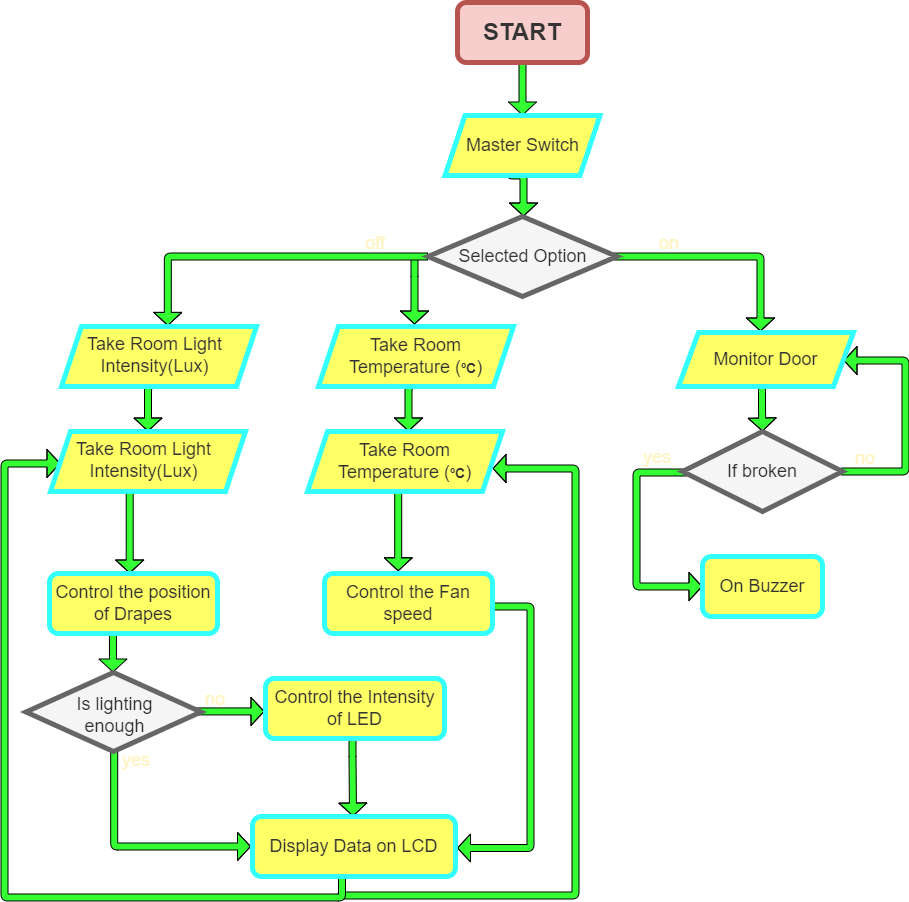 START
Master Switch
off
on
Selected Option
Take Room Light
Intensity(Lux)
Take Room
Temperature (°C)
Monitor Door
Take Room Light
Intensity(Lux)
Take Room
Temperature (°C)
yes
If broken
no
Control the position
of Drapes
Control the Fan
speed
On Buzzer
Is lighting
enough
no
Control the Intensity
of LED
yes
Display Data on LCD